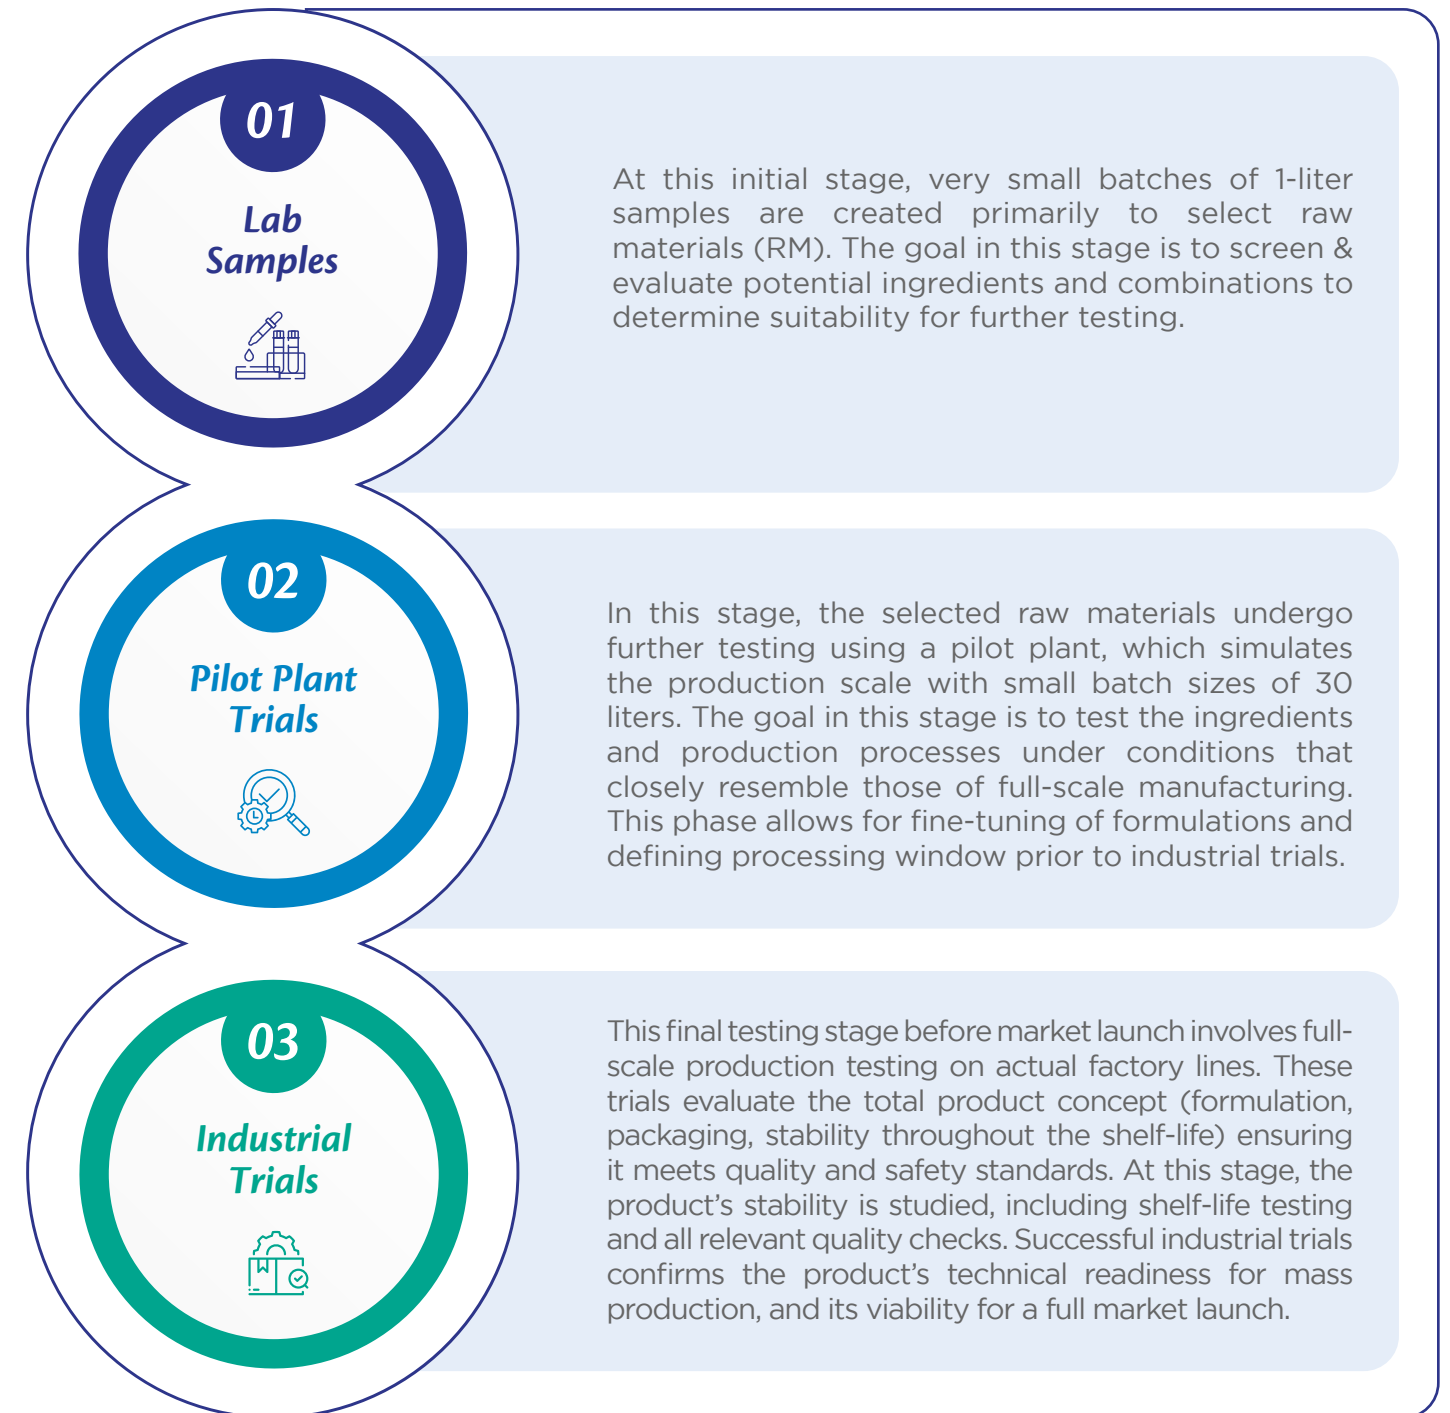 01
Lab
Samples
At this initial stage, very small batches of 1-liter
samples are created primarily to select raw
materials (RM). The goal in this stage is to screen &
evaluate potential ingredients and combinations to
determine suitability for further testing.
02
Pilot Plant
Trials
In this stage, the selected raw materials undergo
further testing using a pilot plant, which simulates
the production scale with small batch sizes of 30
liters. The goal in this stage is to test the ingredients
and production processes under conditions that
closely resemble those of full-scale manufacturing.
This phase allows for fine-tuning of formulations and
defining processing window prior to industrial trials.
03
Industrial
Trials
This final testing stage before market launch involves full-
scale production testing on actual factory lines. These
trials evaluate the total product concept (formulation,
packaging, stability throughout the shelf-life) ensuring
it meets quality and safety standards. At this stage, the
product’s stability is studied, including shelf-life testing
and all relevant quality checks. Successful industrial trials
confirms the product’s technical readiness for mass
production, and its viability for a full market launch.